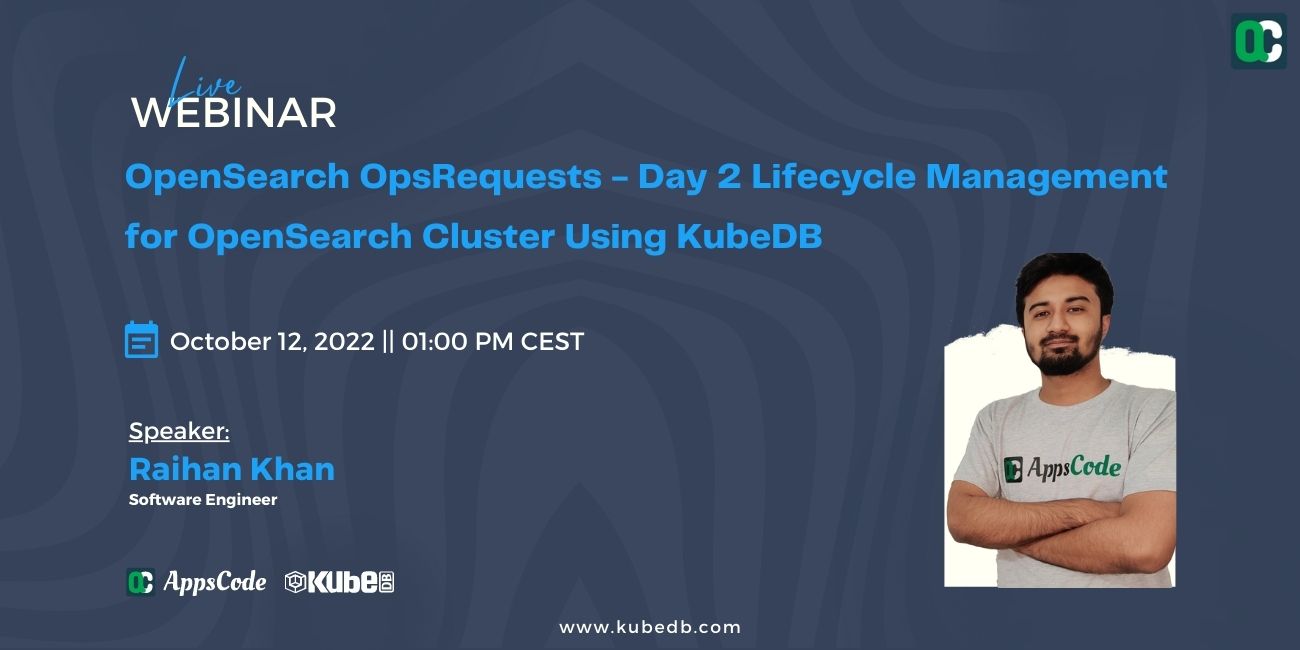 Live
WEBINAR
OpenSearch OpsRequests – Day 2 Lifecycle Management
for OpenSearch Cluster Using KubeDB
October 12, 2022 || 01:00 PM CEST
Speaker:
Raihan Khan
Software Engineer
AppsCode
AppsCode KubeDB
www.kubedb.com